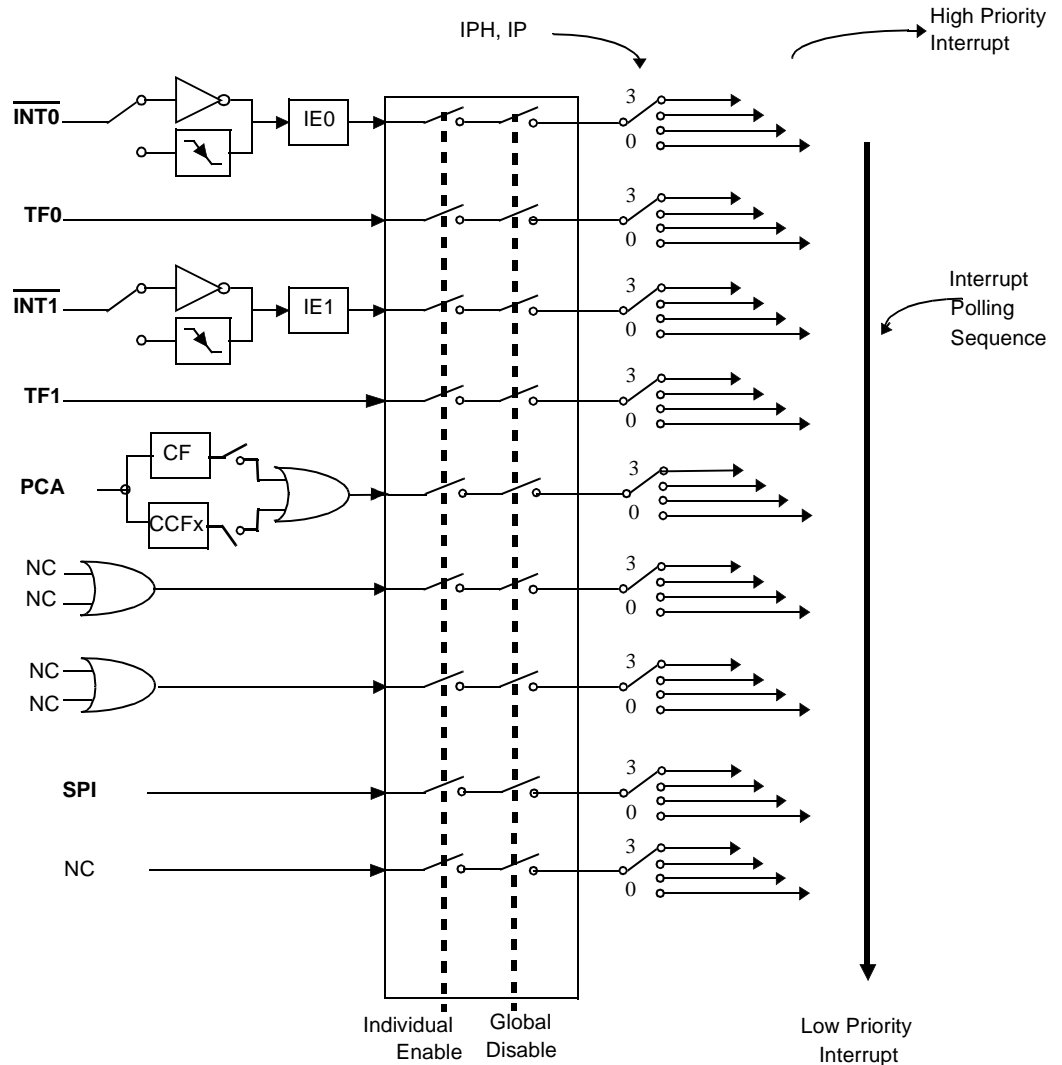 IPH, IP
High Priority
Interrupt
INT0
IE0
3
0
TF0
3
0
INT1
IE1
3
0
Interrupt
Polling
Sequence
TF1
3
0
PCA
CF
CCFx
3
0
NC
NC
3
0
NC
NC
3
0
SPI
3
0
NC
3
0
Individual
Enable
Global
Disable
Low Priority
Interrupt